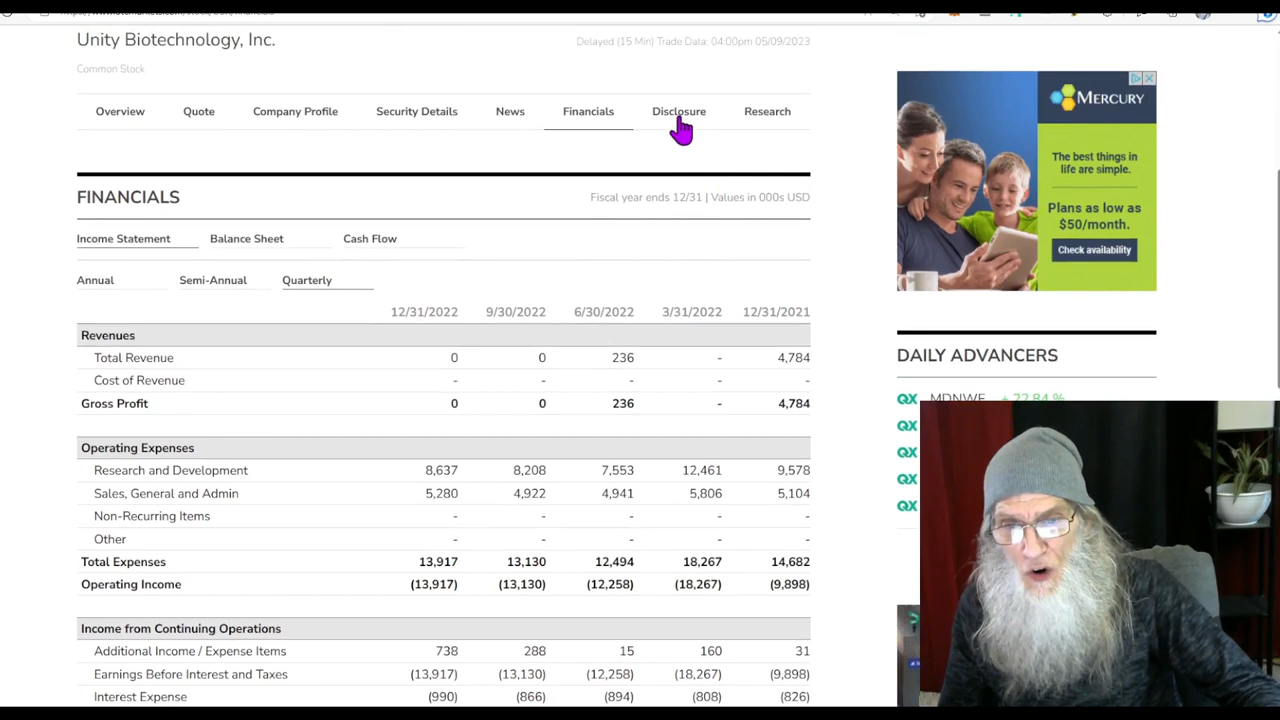 Unity Biotechnology, Inc.
Delayed (15 Min) Trade Data: 04:00pm 05/09/2023
Common Stock
Overview Quote Company Profile Security Details News Financials Disclosure Research
FINANCIALS
Fiscal year ends 12/31 | Values in 000s USD
Income Statement Balance Sheet Cash Flow
Annual Semi-Annual Quarterly
12/31/2022 9/30/2022 6/30/2022 3/31/2022 12/31/2021
Revenues
Total Revenue 0 0 236 - 4,784
Cost of Revenue - - - - -
Gross Profit 0 0 236 - 4,784
Operating Expenses
Research and Development 8,637 8,208 7,553 12,461 9,578
Sales, General and Admin 5,280 4,922 4,941 5,806 5,104
Non-Recurring Items - - - - -
Other - - - - -
Total Expenses 13,917 13,130 12,494 18,267 14,682
Operating Income (13,917) (13,130) (12,258) (18,267) (9,898)
Income from Continuing Operations
Additional Income / Expense Items 738 288 15 160 31
Earnings Before Interest and Taxes (13,917) (13,130) (12,258) (18,267) (9,898)
Interest Expense (990) (866) (894) (808) (826)
MERCURY
The best things in
life are simple.
Plans as low as
$50/month.
Check availability
DAILY ADVANCERS
QX MDNWF + 22.84 %
QX
QX
QX
QX